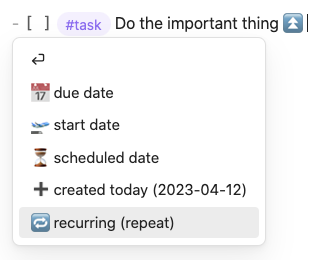 - [ ] #task Do the important thing ⏫
⏎
📅 due date
🛫 start date
⏳ scheduled date
➕ created today (2023-04-12)
🔁 recurring (repeat)